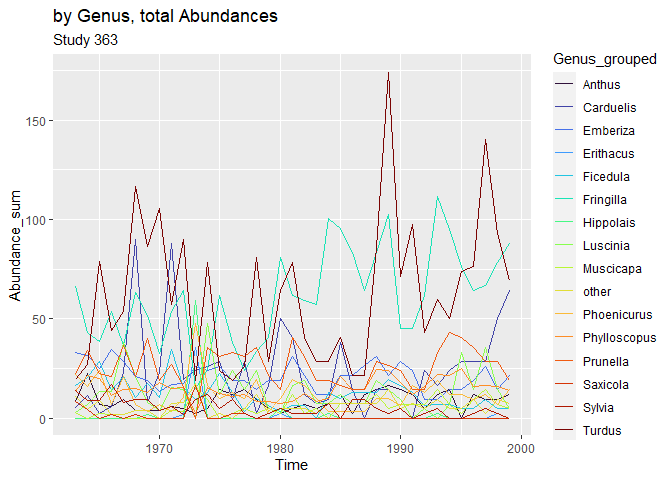 by Genus, total Abundances
Study 363
Genus_grouped
Anthus
Carduelis
Emberiza
Erithacus
Ficedula
Fringilla
Hippolais
Luscinia
Muscicapa
other
Phoenicurus
Phylloscopus
Prunella
Saxicola
Sylvia
Turdus
Abundance_sum
150
100
50
0
1970
1980
1990
2000
Time